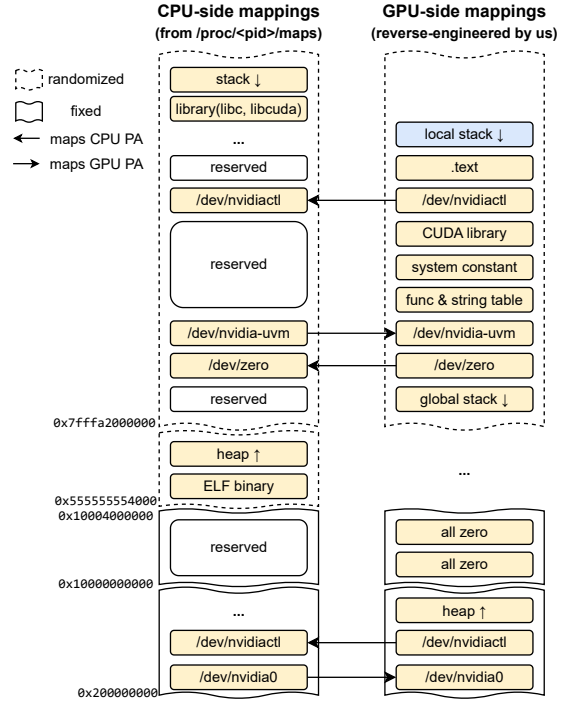 CPU-side mappings
(from /proc/<pid>/maps)
GPU-side mappings
(reverse-engineered by us)
randomized
fixed
maps CPU PA
maps GPU PA
stack ↓
library(libc, libcuda)
...
reserved
/dev/nvidiactl
reserved
/dev/nvidia-uvm
/dev/zero
reserved
0x7fffa2000000
heap ↑
ELF binary
0x555555554000
0x10004000000
reserved
0x10000000000
...
/dev/nvidiactl
/dev/nvidia0
0x200000000
local stack ↓
.text
/dev/nvidiactl
CUDA library
system constant
func & string table
/dev/nvidia-uvm
/dev/zero
global stack ↓
...
all zero
all zero
heap ↑
/dev/nvidiactl
/dev/nvidia0